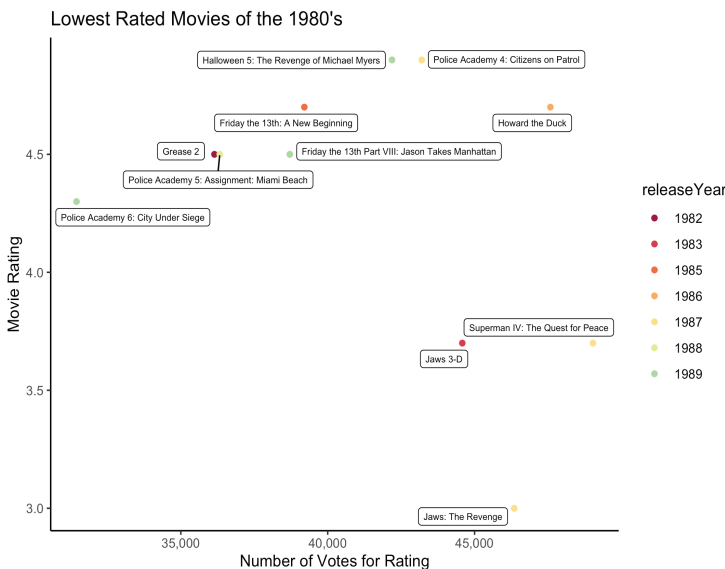 Lowest Rated Movies of the 1980's
Halloween 5: The Revenge of Michael Myers
Police Academy 4: Citizens on Patrol
Friday the 13th: A New Beginning
Howard the Duck
Grease 2
Friday the 13th Part VIII: Jason Takes Manhattan
Police Academy 5: Assignment: Miami Beach
Police Academy 6: City Under Siege
Superman IV: The Quest for Peace
Jaws 3-D
Jaws: The Revenge
4.5
4.0
3.5
3.0
Movie Rating
35,000
40,000
45,000
Number of Votes for Rating
releaseYear
1982
1983
1985
1986
1987
1988
1989